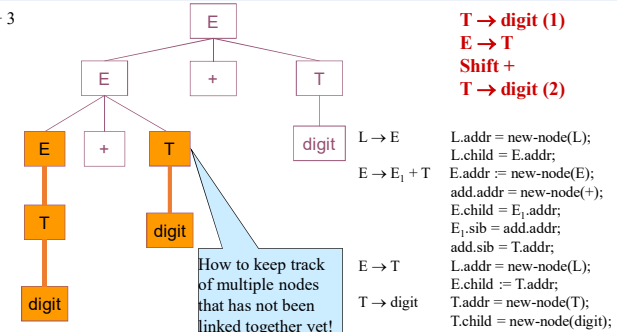 3
E
T → digit (1)
E → T
Shift +
T → digit (2)
E
+
T
E
+
T
digit
T
digit
digit
How to keep track
of multiple nodes
that has not been
linked together yet!
L → E L.addr = new-node(L);
L.child = E.addr;
E → E₁ + T E.addr := new-node(E);
add.addr = new-node(+);
E.child = E₁.addr;
E₁.sib = add.addr;
add.sib = T.addr;
E → T L.addr = new-node(L);
E.child := T.addr;
T → digit T.addr = new-node(T);
T.child = new-node(digit);